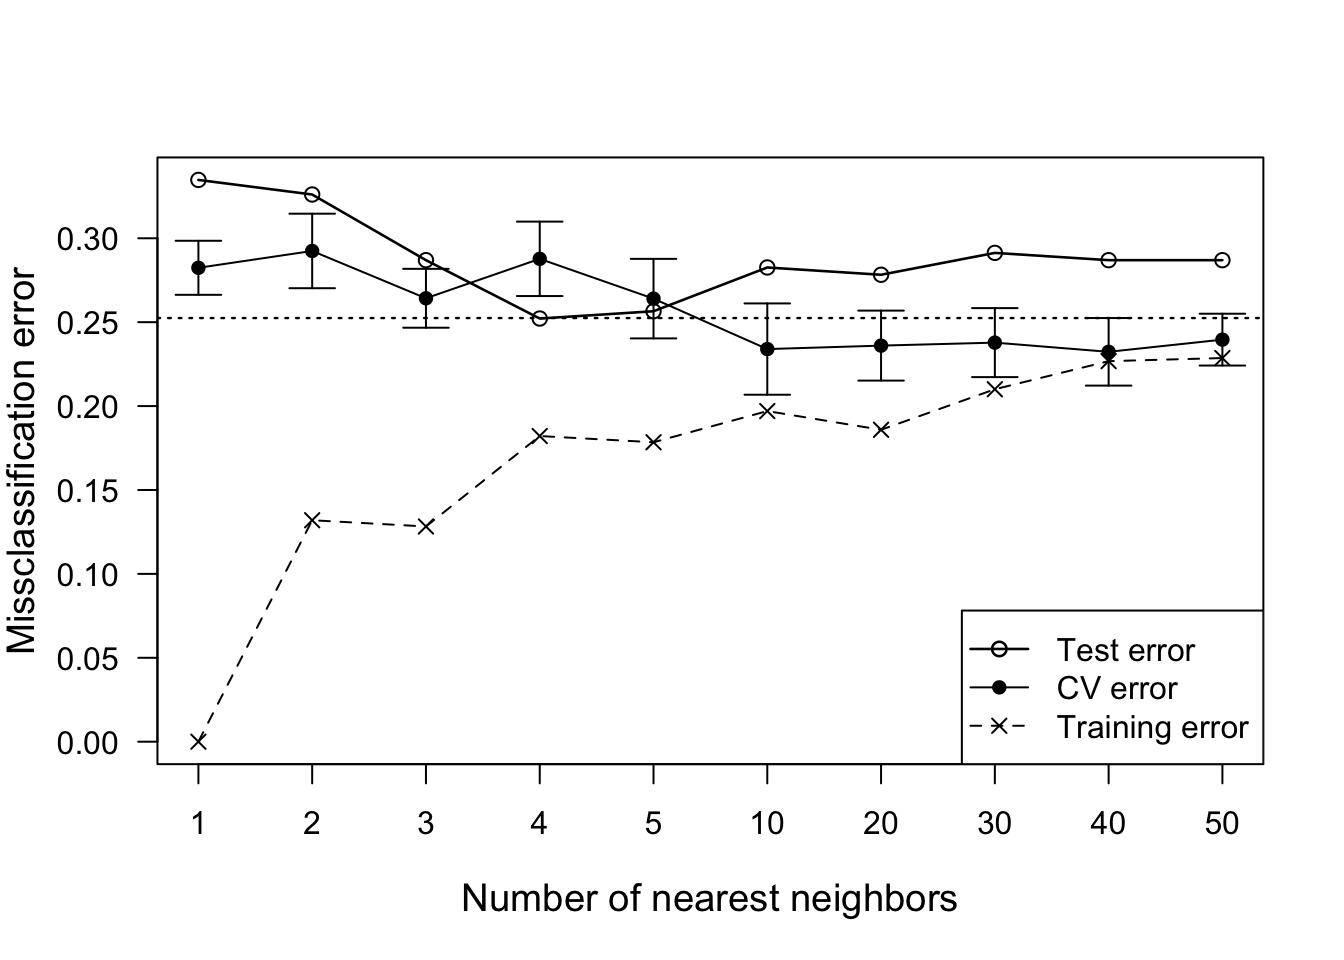 Missclassification error
0.30
0.25
0.20
0.15
0.10
0.05
0.00
Test error
CV error
Training error
1 2 3 4 5 10 20 30 40 50
Number of nearest neighbors